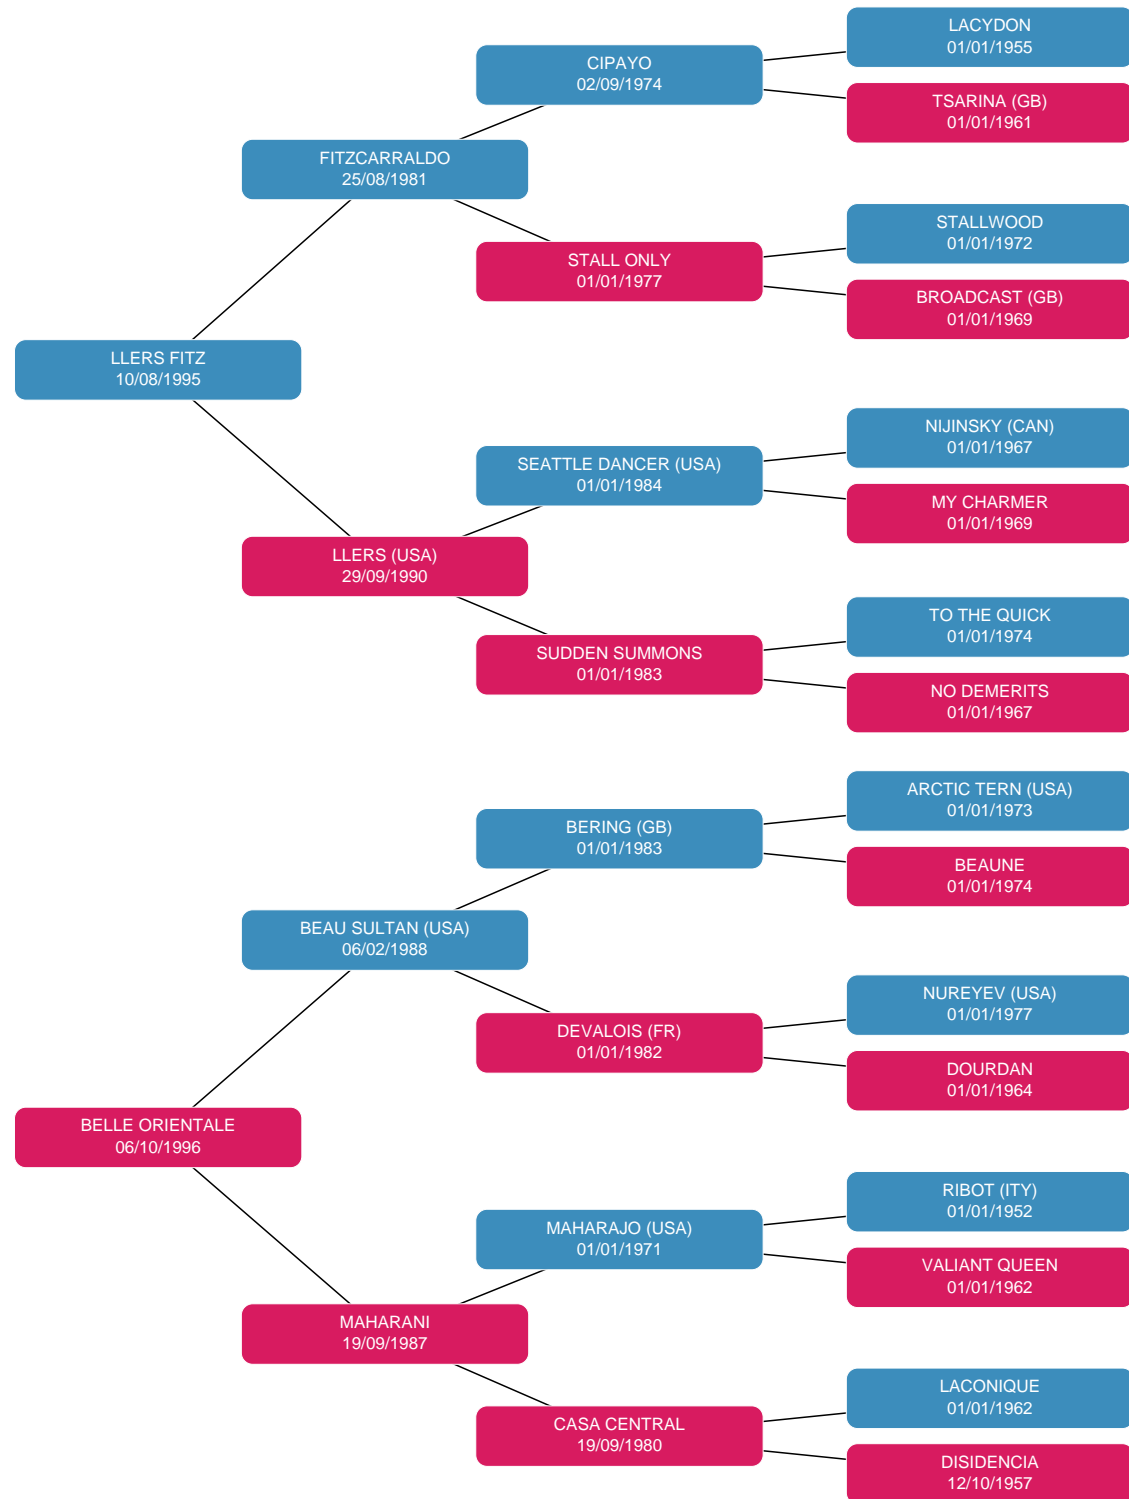 LACYDON
01/01/1955
CIPAYO
02/09/1974
TSARINA (GB)
01/01/1961
FITZCARRALDO
25/08/1981
STALLWOOD
01/01/1972
STALL ONLY
01/01/1977
BROADCAST (GB)
01/01/1969
LLERS FITZ
10/08/1995
NIJINSKY (CAN)
01/01/1967
SEATTLE DANCER (USA)
01/01/1984
MY CHARMER
01/01/1969
LLERS (USA)
29/09/1990
TO THE QUICK
01/01/1974
SUDDEN SUMMONS
01/01/1983
NO DEMERITS
01/01/1967
ARCTIC TERN (USA)
01/01/1973
BERING (GB)
01/01/1983
BEAUNE
01/01/1974
BEAU SULTAN (USA)
06/02/1988
NUREYEV (USA)
01/01/1977
DEVALOIS (FR)
01/01/1982
DOURDAN
01/01/1964
BELLE ORIENTALE
06/10/1996
RIBOT (ITY)
01/01/1952
MAHARAJO (USA)
01/01/1971
VALIANT QUEEN
01/01/1962
MAHARANI
19/09/1987
LACONIQUE
01/01/1962
CASA CENTRAL
19/09/1980
DISIDENCIA
12/10/1957